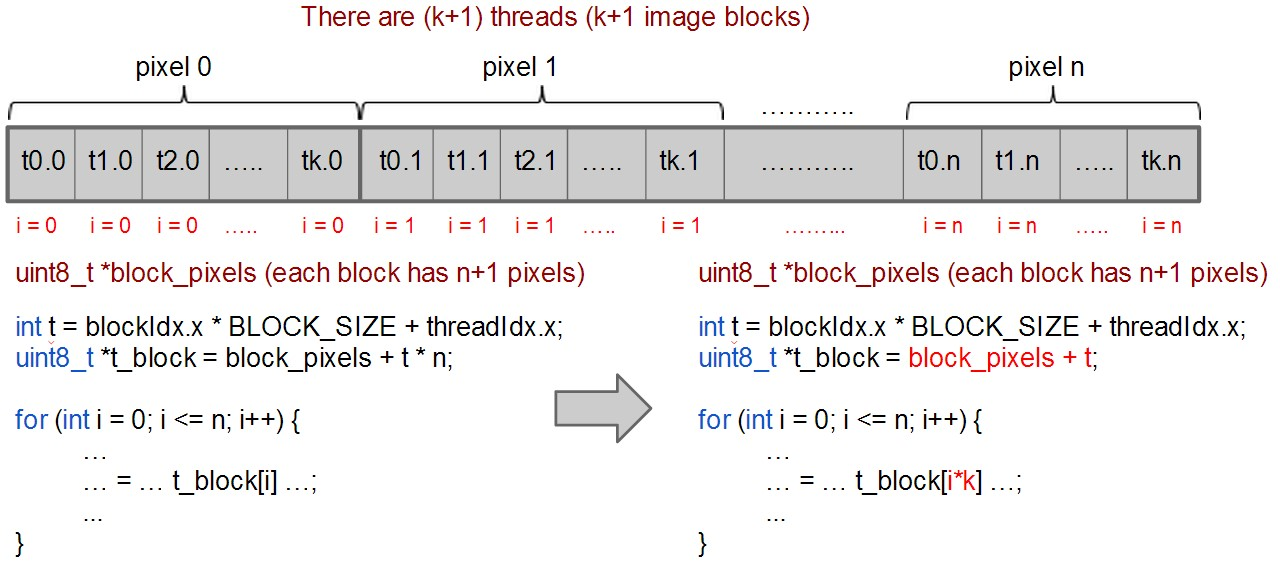 There are (k+1) threads (k+1 image blocks)
pixel 0 pixel 1 pixel n
………..
t0.0 t1.0 t2.0 ….. tk.0 t0.1 t1.1 t2.1 ….. tk.1 ……….. t0.n t1.n ….. tk.n
i = 0 i = 0 i = 0 ….. i = 0 i = 1 i = 1 i = 1 ….. i = 1 ……... i = n i = n ….. i = n
uint8_t *block_pixels (each block has n+1 pixels)
int t = blockIdx.x * BLOCK_SIZE + threadIdx.x;
uint8_t *t_block = block_pixels + t * n;
for (int i = 0; i <= n; i++) {
…
… = … t_block[i] …;
...
}
uint8_t *block_pixels (each block has n+1 pixels)
int t = blockIdx.x * BLOCK_SIZE + threadIdx.x;
uint8_t *t_block = block_pixels + t;
for (int i = 0; i <= n; i++) {
…
… = … t_block[i*k] …;
...
}